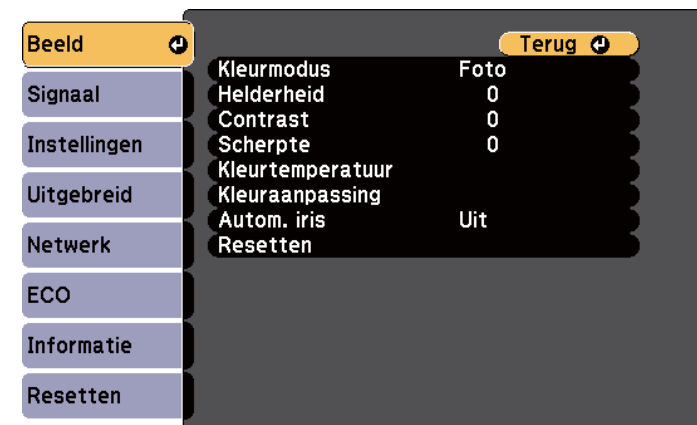 Beeld
Signaal
Instellingen
Uitgebreid
Netwerk
ECO
Informatie
Resetten
Terug
Kleurmodus Foto
Helderheid 0
Contrast 0
Scherpte 0
Kleurtemperatuur
Kleuraanpassing
Autom. iris Uit
Resetten